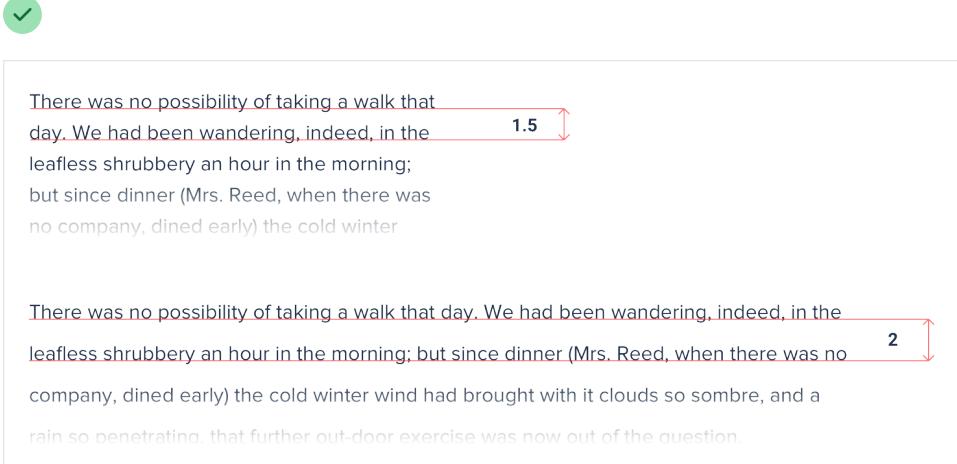 There was no possibility of taking a walk that
day. We had been wandering, indeed, in the
1.5
leafless shrubbery an hour in the morning;
but since dinner (Mrs. Reed, when there was
no company, dined early) the cold winter
There was no possibility of taking a walk that day. We had been wandering, indeed, in the
2
leafless shrubbery an hour in the morning; but since dinner (Mrs. Reed, when there was no
company, dined early) the cold winter wind had brought with it clouds so sombre, and a
rain so penetrating, that further out-door exercise was now out of the question.